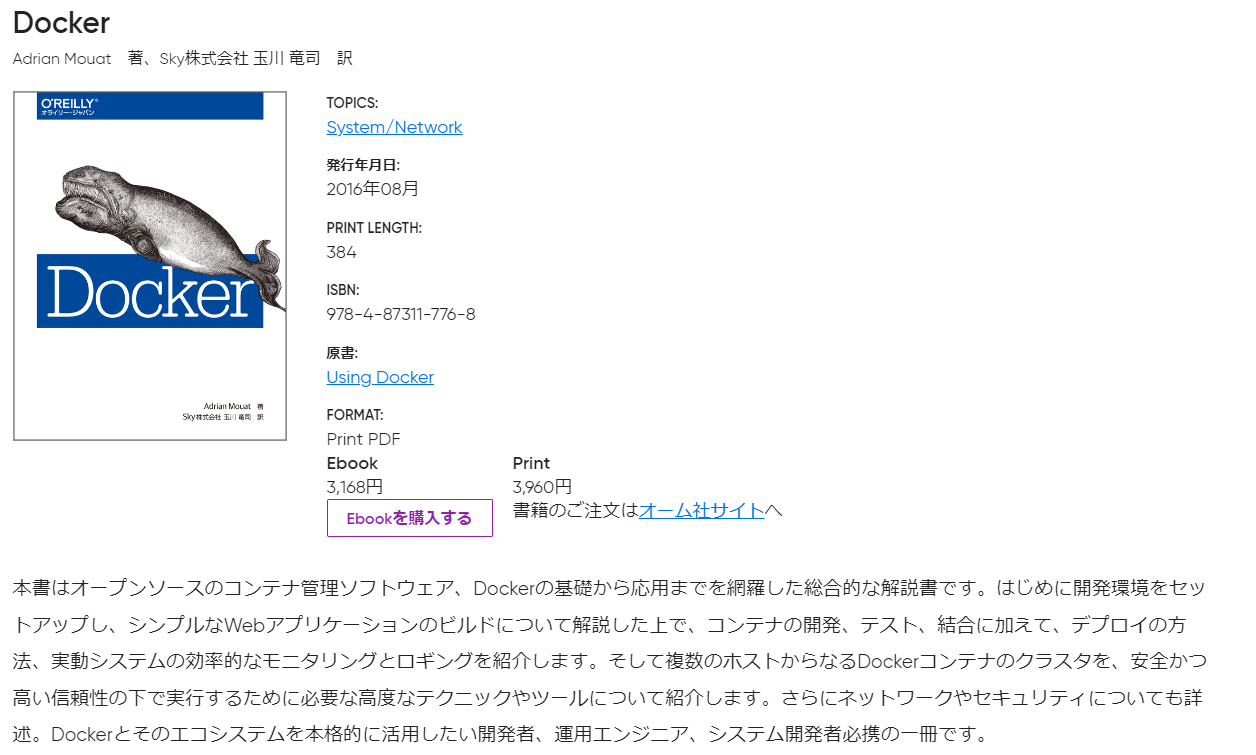 Docker
Adrian Mouat　著、Sky株式会社 玉川 竜司　訳
O'REILLY®
オライリー・ジャパン
Docker
Adrian Mouat　著
Sky株式会社 玉川 竜司　訳
TOPICS:
System/Network
発行年月日:
2016年08月
PRINT LENGTH:
384
ISBN:
978-4-87311-776-8
原書:
Using Docker
FORMAT:
Print PDF
Ebook
3,168円
Ebookを購入する
Print
3,960円
書籍のご注文はオーム社サイトへ
本書はオープンソースのコンテナ管理ソフトウェア、Dockerの基礎から応用までを網羅した総合的な解説書です。はじめに開発環境をセッ
トアップし、シンプルなWebアプリケーションのビルドについて解説した上で、コンテナの開発、テスト、結合に加えて、デプロイの方
法、実動システムの効率的なモニタリングとロギングを紹介します。そして複数のホストからなるDockerコンテナのクラスタを、安全かつ
高い信頼性の下で実行するために必要な高度なテクニックやツールについて紹介します。さらにネットワークやセキュリティについても詳
述。Dockerとそのエコシステムを本格的に活用したい開発者、運用エンジニア、システム開発者必携の一冊です。